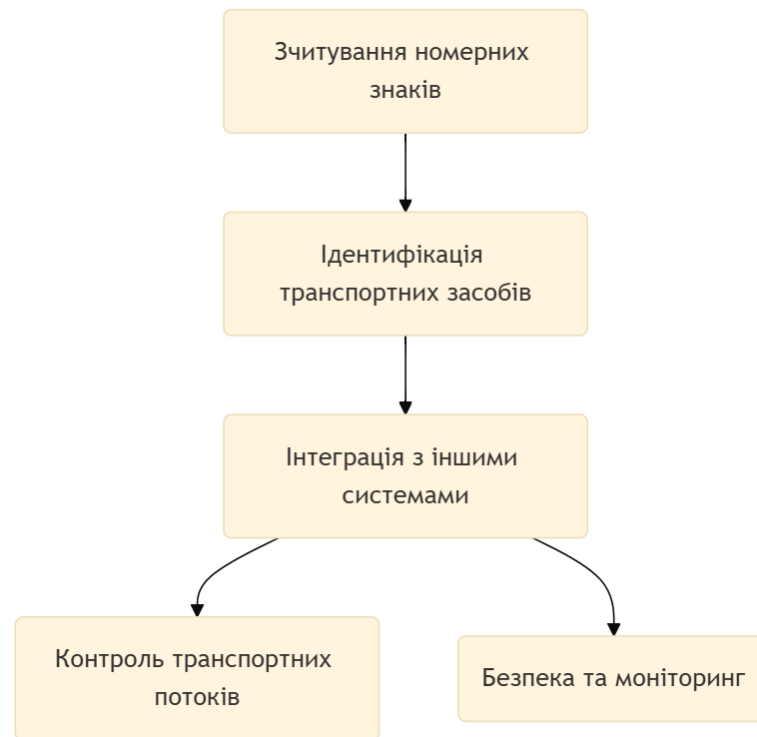 Зчитування номерних
знаків
Ідентифікація
транспортних засобів
Інтеграція з іншими
системами
Контроль транспортних
потоків
Безпека та моніторинг